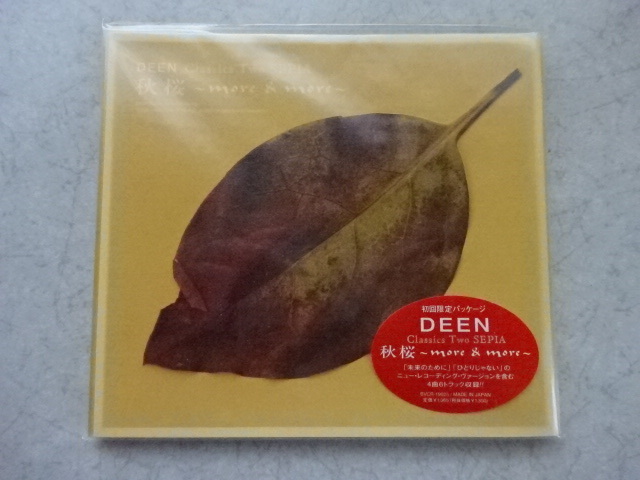 DEEN Classics Two SEPIA
秋桜 ~more & more~
初回限定パッケージ
DEEN
Classics Two SEPIA
秋桜~more & more~
「未来のために」「ひとりじゃない」の
ニュー・レコーディング・ヴァージョンを含む
4曲6トラック収録!!
MADE IN JAPAN